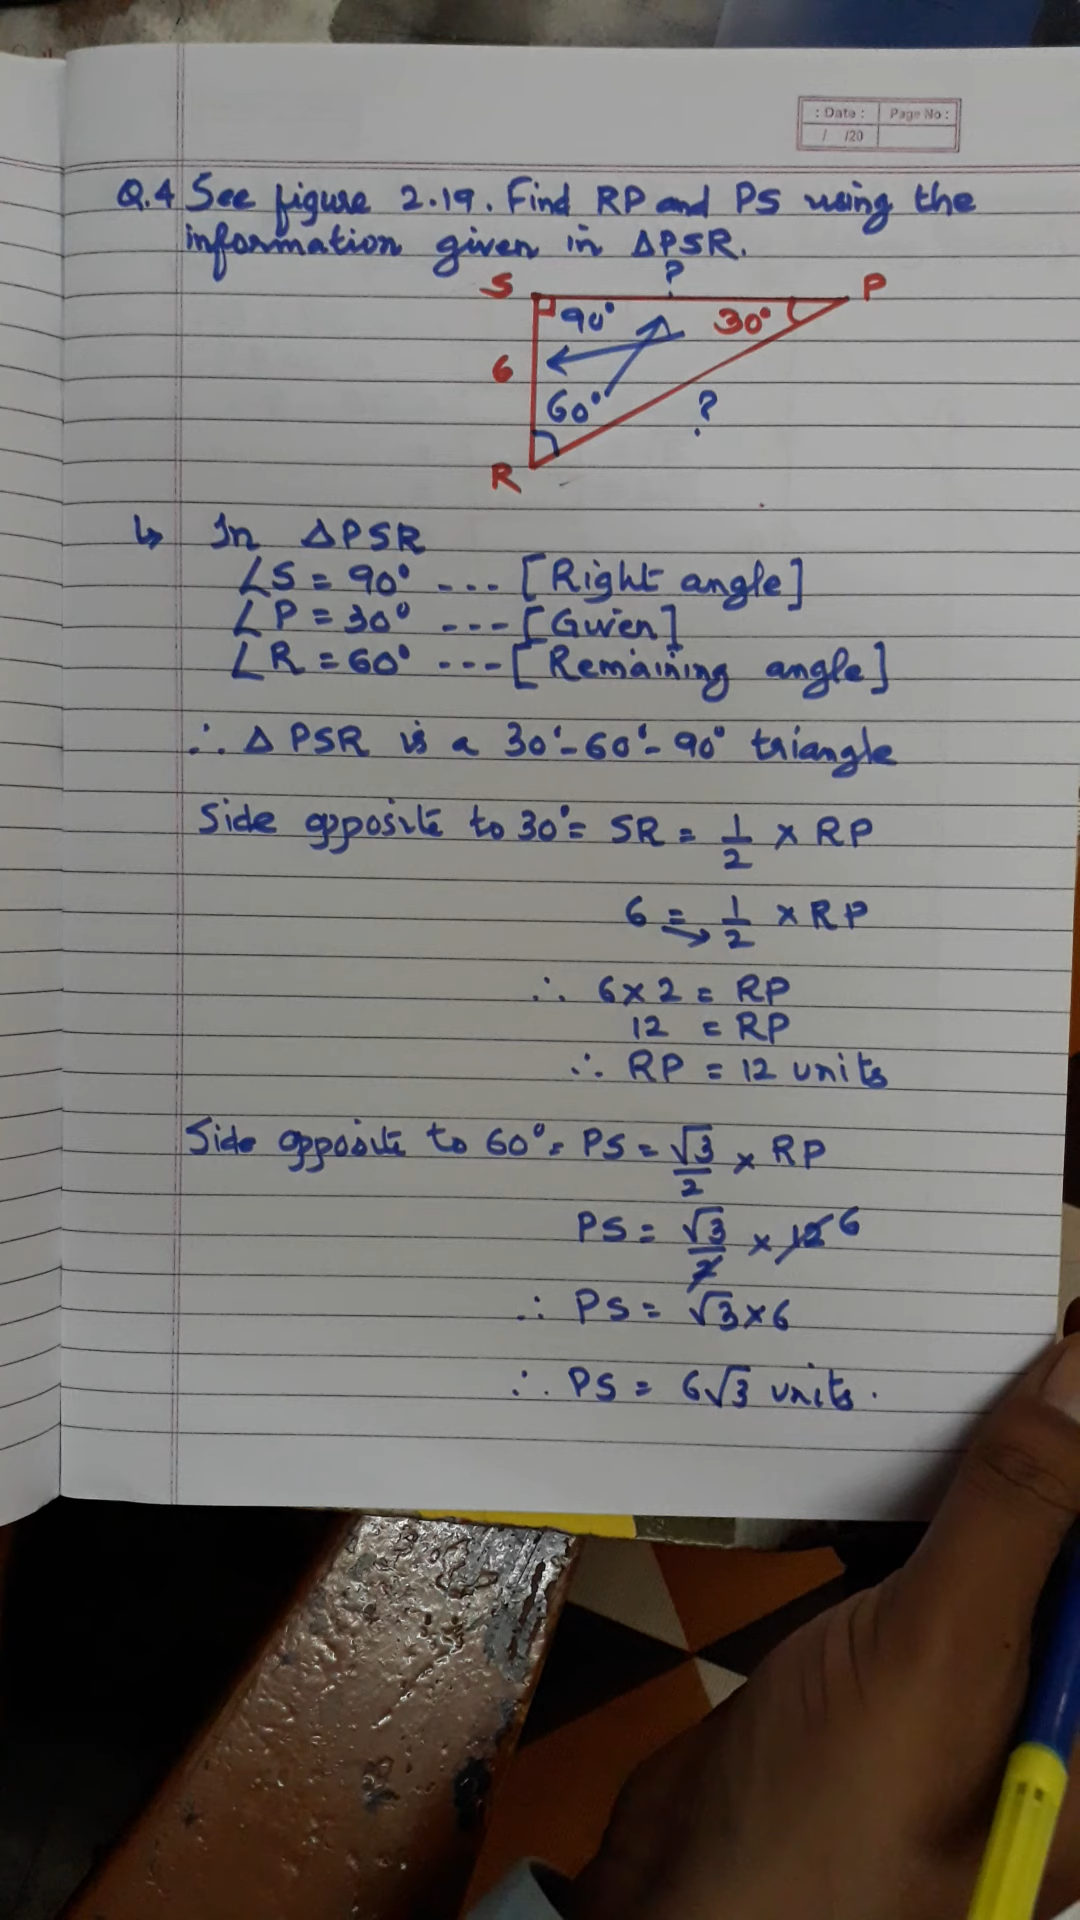 : Date :
Page No :
/ /20
Q.4 See figure 2.19. Find RP and PS using the
information given in ΔPSR.
?
S
P
90°
30°
6
60°
?
R
↳ In ΔPSR
∠S = 90° --- [Right angle]
∠P = 30° --- [Given]
∠R = 60° --- [Remaining angle]
∴ Δ PSR is a 30°-60°-90° triangle
Side opposite to 30° = SR = 1/2 × RP
6 = 1/2 × RP
∴ 6 × 2 = RP
12 = RP
∴ RP = 12 units
Side opposite to 60° = PS = √3/2 × RP
PS = √3/2 × 12 6
∴ PS = √3 × 6
∴ PS = 6√3 units.